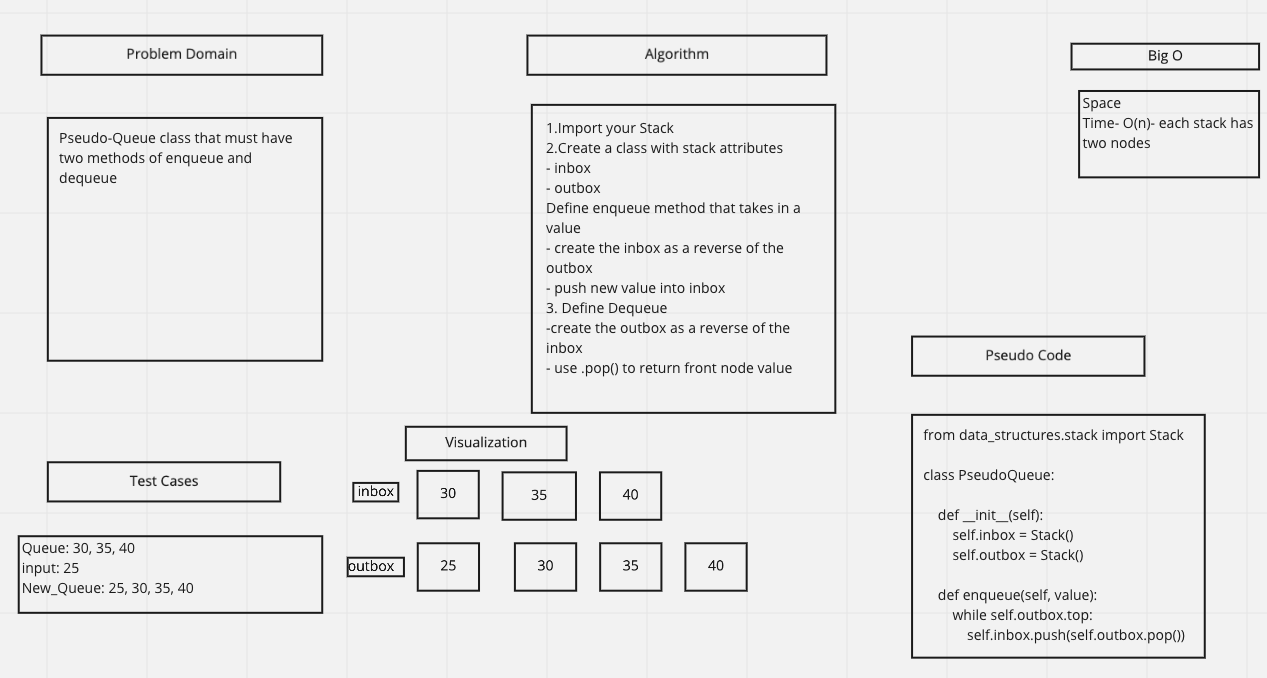 Problem Domain
Pseudo-Queue class that must have
two methods of enqueue and
dequeue
Algorithm
1.Import your Stack
2.Create a class with stack attributes
- inbox
- outbox
Define enqueue method that takes in a
value
- create the inbox as a reverse of the
outbox
- push new value into inbox
3. Define Dequeue
-create the outbox as a reverse of the
inbox
- use .pop() to return front node value
Big O
Space
Time- O(n)- each stack has
two nodes
Test Cases
Queue: 30, 35, 40
input: 25
New_Queue: 25, 30, 35, 40
Visualization
inbox 30 35 40
outbox 25 30 35 40
Pseudo Code
from data_structures.stack import Stack
class PseudoQueue:
def __init__(self):
self.inbox = Stack()
self.outbox = Stack()
def enqueue(self, value):
while self.outbox.top:
self.inbox.push(self.outbox.pop())